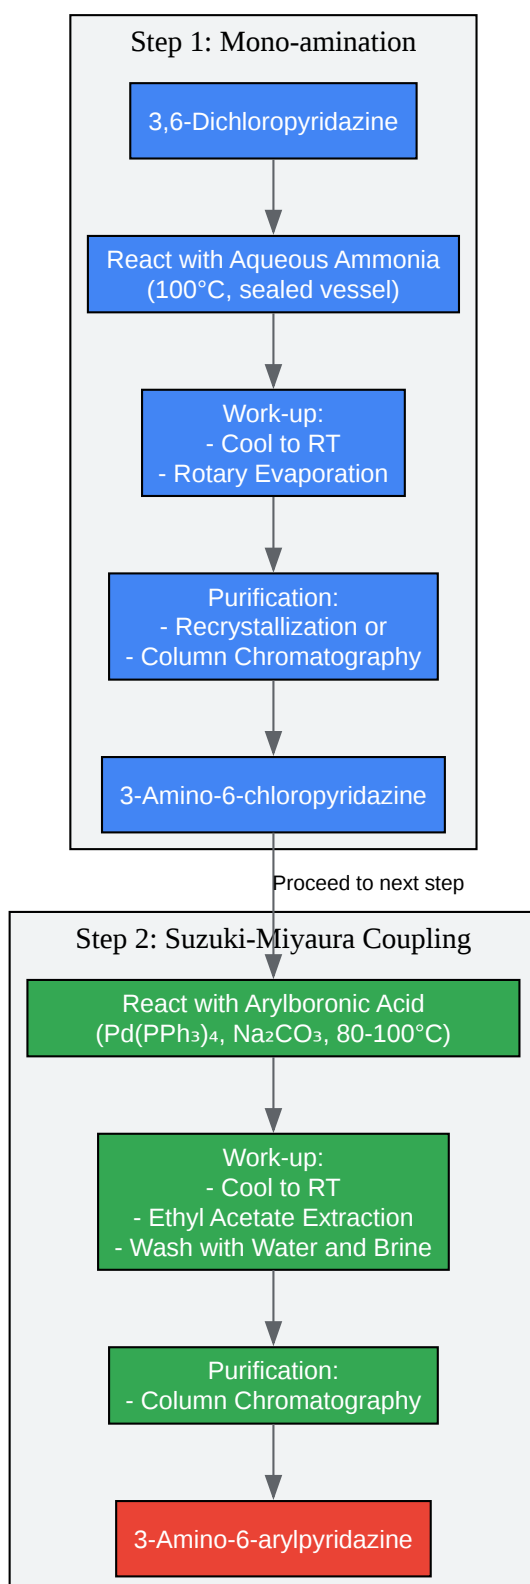 Step 1: Mono-amination
3,6-Dichloropyridazine
React with Aqueous Ammonia
(100°C, sealed vessel)
Work-up:
- Cool to RT
- Rotary Evaporation
Purification:
- Recrystallization or
- Column Chromatography
3-Amino-6-chloropyridazine
Proceed to next step
Step 2: Suzuki-Miyaura Coupling
React with Arylboronic Acid
(Pd(PPh₃)₄, Na₂CO₃, 80-100°C)
Work-up:
- Cool to RT
- Ethyl Acetate Extraction
- Wash with Water and Brine
Purification:
- Column Chromatography
3-Amino-6-arylpyridazine